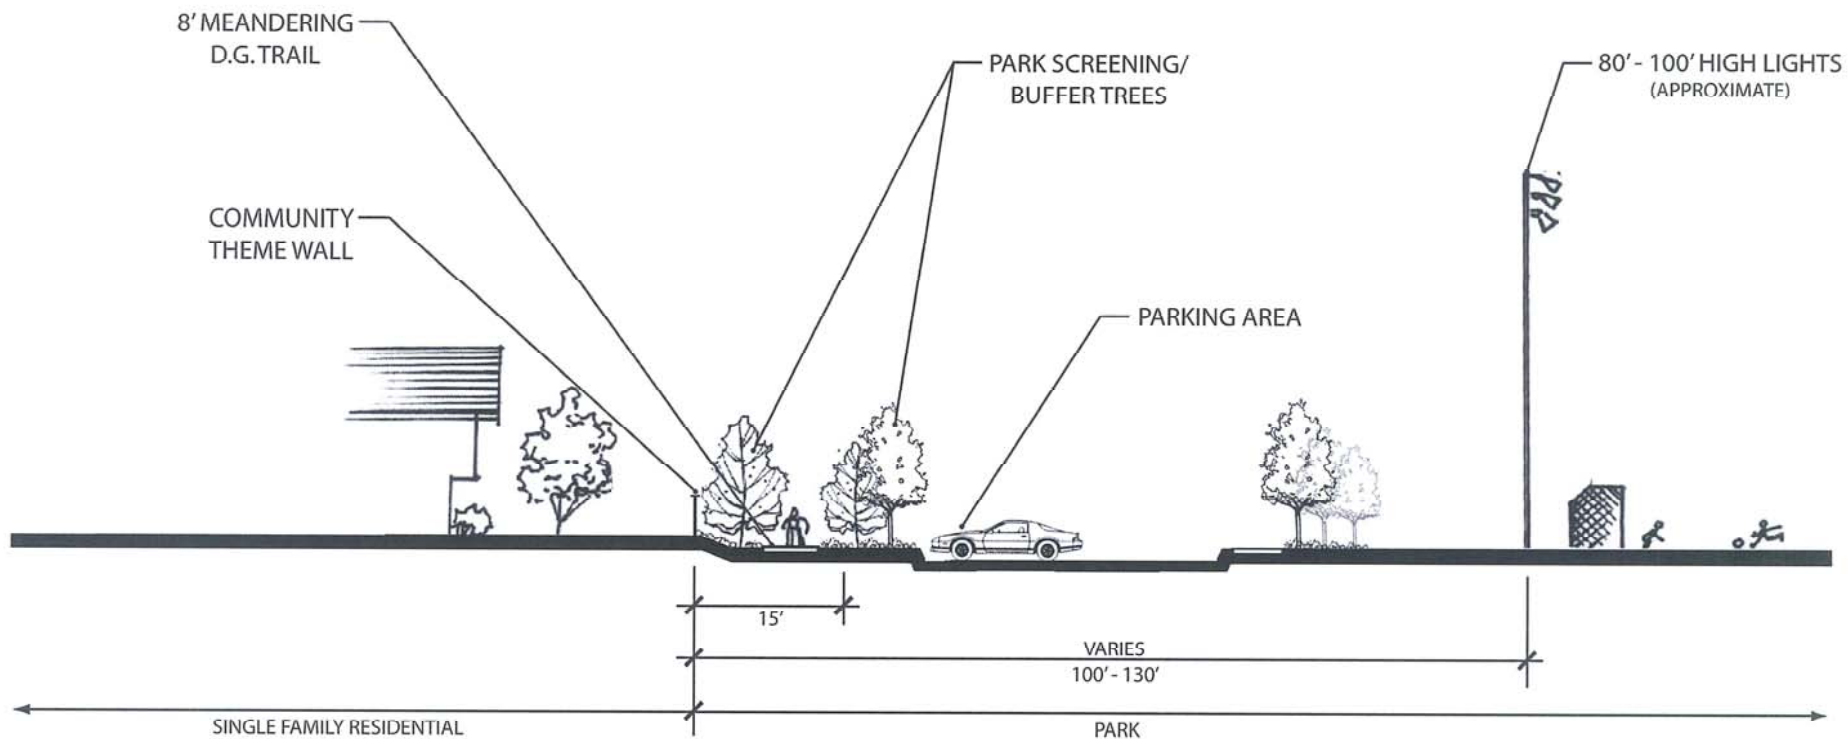 8' MEANDERING
D.G. TRAIL
PARK SCREENING/
BUFFER TREES
80' - 100' HIGH LIGHTS
(APPROXIMATE)
COMMUNITY
THEME WALL
PARKING AREA
15'
VARIES
100' - 130'
SINGLE FAMILY RESIDENTIAL
PARK